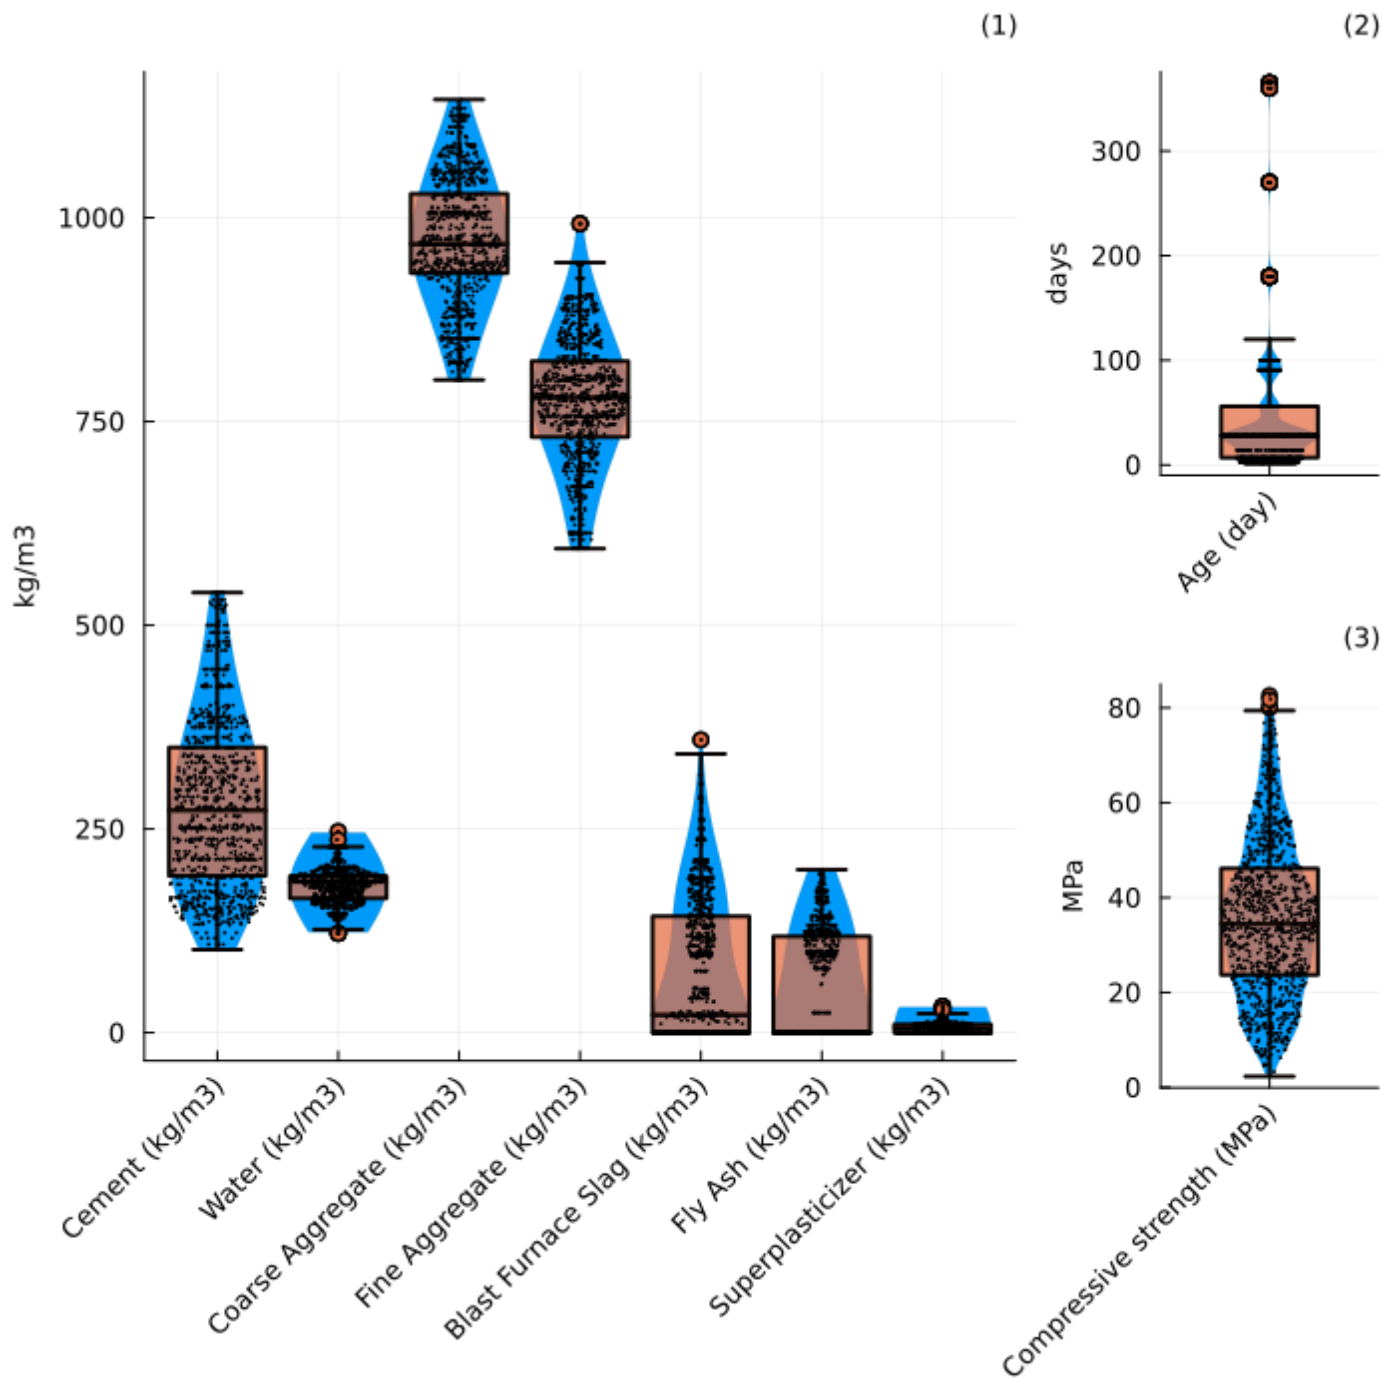 (1)
kg/m3
1000
750
500
250
0
Cement (kg/m3)
Water (kg/m3)
Coarse Aggregate (kg/m3)
Fine Aggregate (kg/m3)
Blast Furnace Slag (kg/m3)
Fly Ash (kg/m3)
Superplasticizer (kg/m3)
(2)
days
300
200
100
0
Age (day)
(3)
MPa
80
60
40
20
0
Compressive strength (MPa)